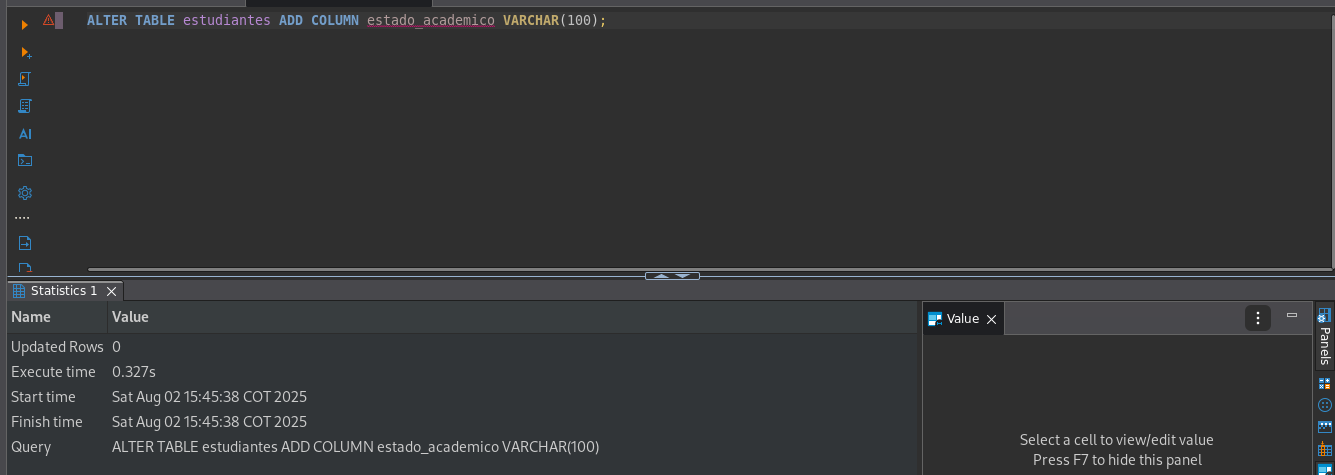 ALTER TABLE estudiantes ADD COLUMN estado_academico VARCHAR(100);
AI
Statistics 1
Name Value
Updated Rows 0
Execute time 0.327s
Start time Sat Aug 02 15:45:38 COT 2025
Finish time Sat Aug 02 15:45:38 COT 2025
Query ALTER TABLE estudiantes ADD COLUMN estado_academico VARCHAR(100)
Value
Select a cell to view/edit value
Press F7 to hide this panel
Panels